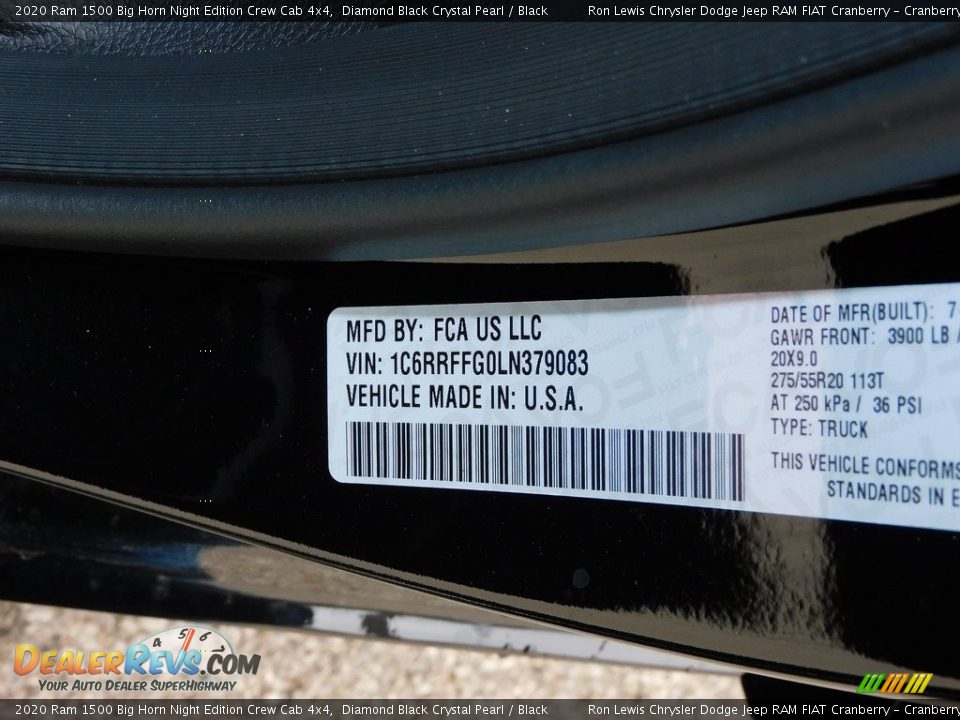 2020 Ram 1500 Big Horn Night Edition Crew Cab 4x4, Diamond Black Crystal Pearl / Black Ron Lewis Chrysler Dodge Jeep RAM FIAT Cranberry – Cranberry
MFD BY: FCA US LLC
VIN: 1C6RRFFG0LN379083
VEHICLE MADE IN: U.S.A.
DATE OF MFR(BUILT): 7
GAWR FRONT: 3900 LB
20X9.0
275/55R20 113T
AT 250 kPa / 36 PSI
TYPE: TRUCK
THIS VEHICLE CONFORMS
STANDARDS IN E
4 5 6
DEALERREVS.COM
YOUR AUTO DEALER SUPERHIGHWAY
2020 Ram 1500 Big Horn Night Edition Crew Cab 4x4, Diamond Black Crystal Pearl / Black Ron Lewis Chrysler Dodge Jeep RAM FIAT Cranberry – Cranberry